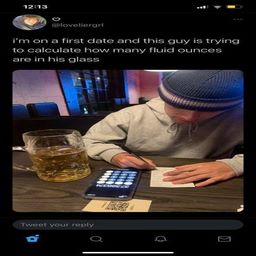 12:13
@loveliergrl
i'm on a first date and this guy is trying
to calculate how many fluid ounces
are in his glass
Tweet your reply